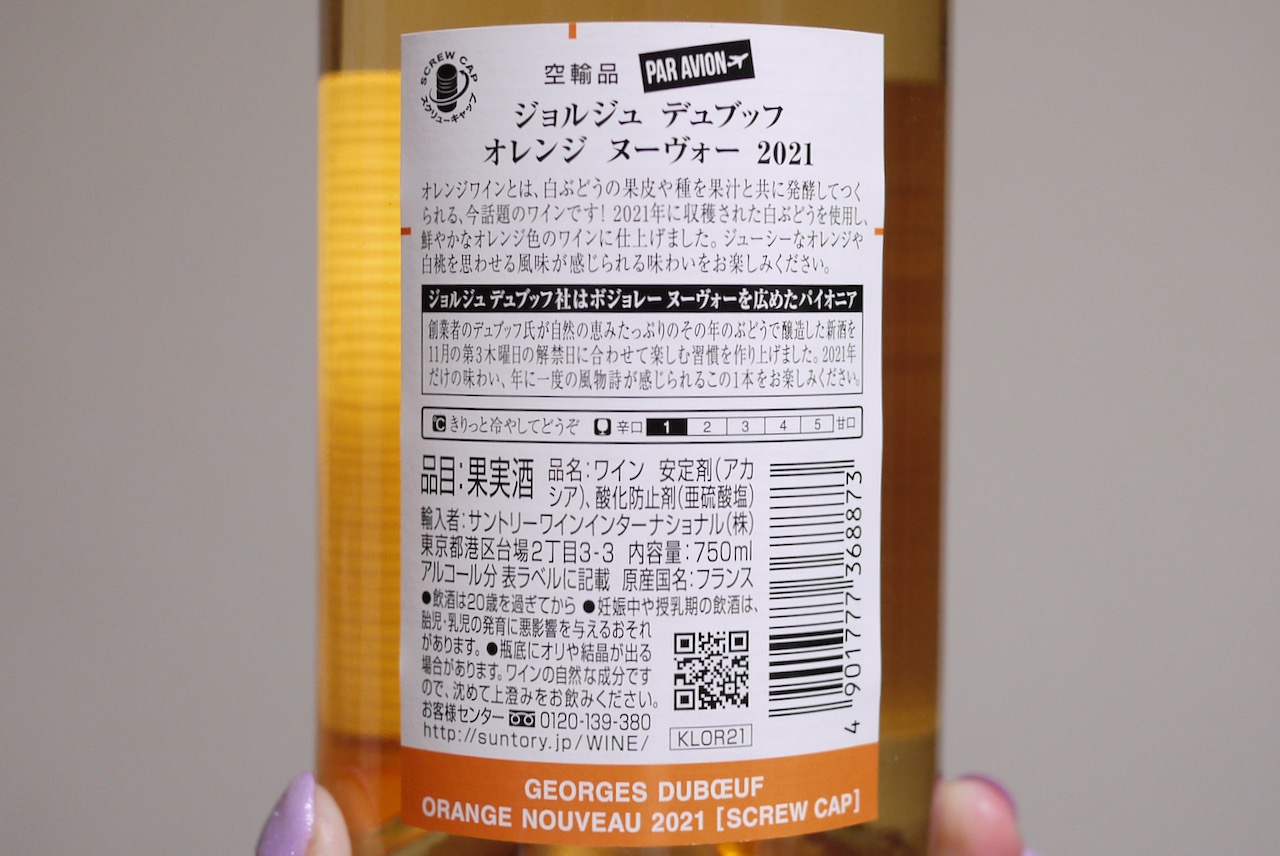 SCREW CAP
スクリューキャップ
空輸品 PAR AVION
ジョルジュ デュブッフ
オレンジ ヌーヴォー 2021
オレンジワインとは、白ぶどうの果皮や種を果汁と共に発酵してつく
られる、今話題のワインです! 2021年に収穫された白ぶどうを使用し、
鮮やかなオレンジ色のワインに仕上げました。ジューシーなオレンジや
白桃を思わせる風味が感じられる味わいをお楽しみください。
ジョルジュ デュブッフ社はボジョレー ヌーヴォーを広めたパイオニア
創業者のデュブッフ氏が自然の恵みたっぷりのその年のぶどうで醸造した新酒を
11月の第3木曜日の解禁日に合わせて楽しむ習慣を作り上げました。2021年
だけの味わい、年に一度の風物詩が感じられるこの1本をお楽しみください。
℃ きりっと冷やしてどうぞ 辛口 1 2 3 4 5 甘口
品目:果実酒 品名:ワイン 安定剤(アカ
シア)、酸化防止剤(亜硫酸塩)
輸入者:サントリーワインインターナショナル(株)
東京都港区台場2丁目3-3 内容量:750ml
アルコール分 表ラベルに記載 原産国名:フランス
●飲酒は20歳を過ぎてから ●妊娠中や授乳期の飲酒は、
胎児・乳児の発育に悪影響を与えるおそれ
があります。●瓶底にオリや結晶が出る
場合があります。ワインの自然な成分です
ので、沈めて上澄みをお飲みください。
お客様センター 0120-139-380
http://suntory.jp/WINE/ KLOR21
4 901777 368873
GEORGES DUBŒUF
ORANGE NOUVEAU 2021 [SCREW CAP]